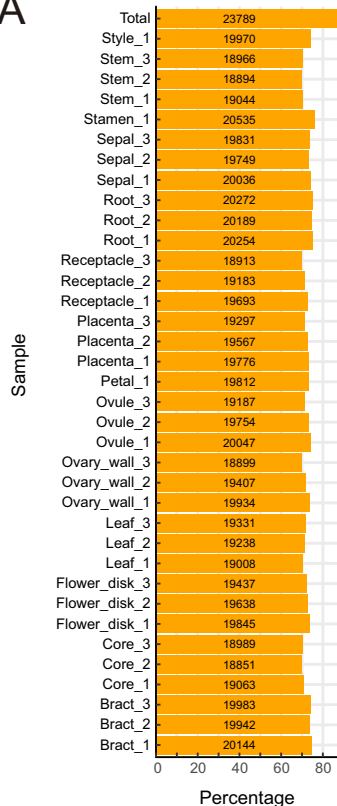 A
Total 23789
Style_1 19970
Stem_3 18966
Stem_2 18894
Stem_1 19044
Stamen_1 20535
Sepal_3 19831
Sepal_2 19749
Sepal_1 20036
Root_3 20272
Root_2 20189
Root_1 20254
Receptacle_3 18913
Receptacle_2 19183
Receptacle_1 19693
Placenta_3 19297
Placenta_2 19567
Placenta_1 19776
Petal_1 19812
Ovule_3 19187
Ovule_2 19754
Ovule_1 20047
Ovary_wall_3 18899
Ovary_wall_2 19407
Ovary_wall_1 19934
Leaf_3 19331
Leaf_2 19238
Leaf_1 19008
Flower_disk_3 19437
Flower_disk_2 19638
Flower_disk_1 19845
Core_3 18989
Core_2 18851
Core_1 19063
Bract_3 19983
Bract_2 19942
Bract_1 20144
Sample
0 20 40 60 80
Percentage